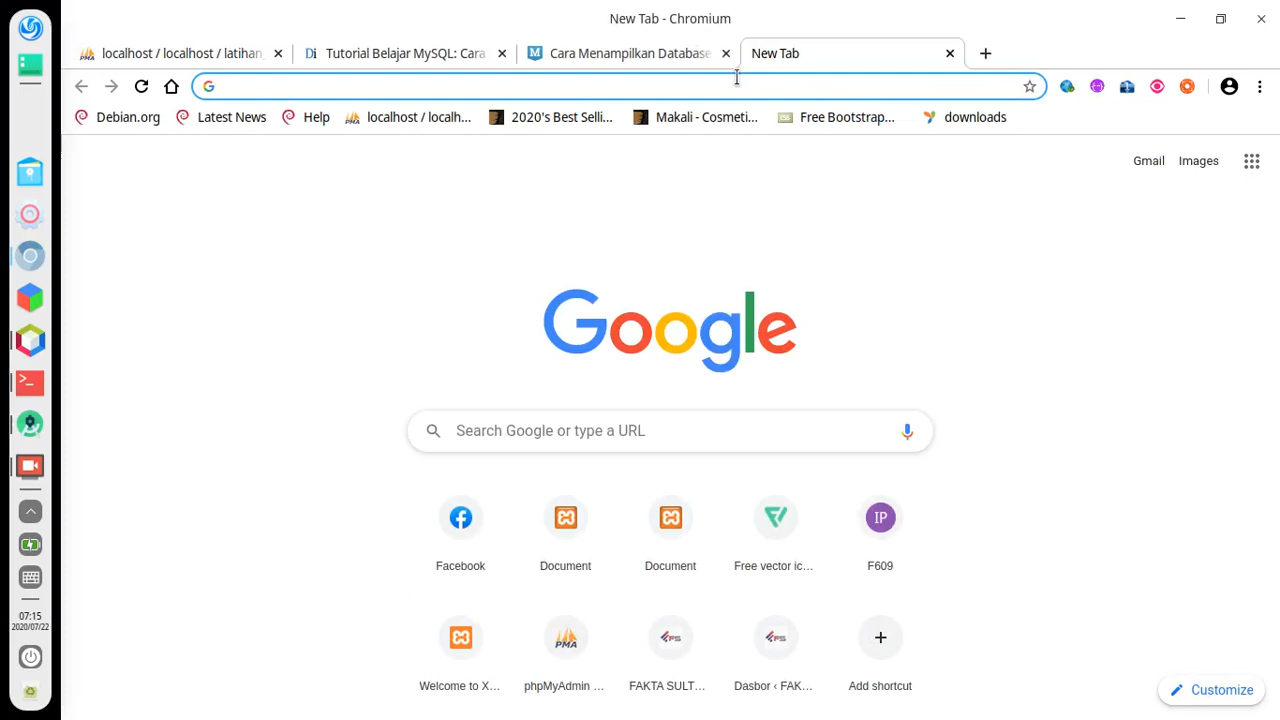 New Tab - Chromium
localhost / localhost / latihan
Tutorial Belajar MySQL: Cara
Cara Menampilkan Database
New Tab
Debian.org
Latest News
Help
localhost / localh...
2020's Best Selli...
Makali - Cosmeti...
Free Bootstrap...
downloads
Gmail
Images
Google
Search Google or type a URL
IP
Facebook
Document
Document
Free vector ic...
F609
PMA
Welcome to X...
phpMyAdmin ...
FAKTA SULT...
Dasbor ‹ FAK...
Add shortcut
07:15
2020/07/22
Customize